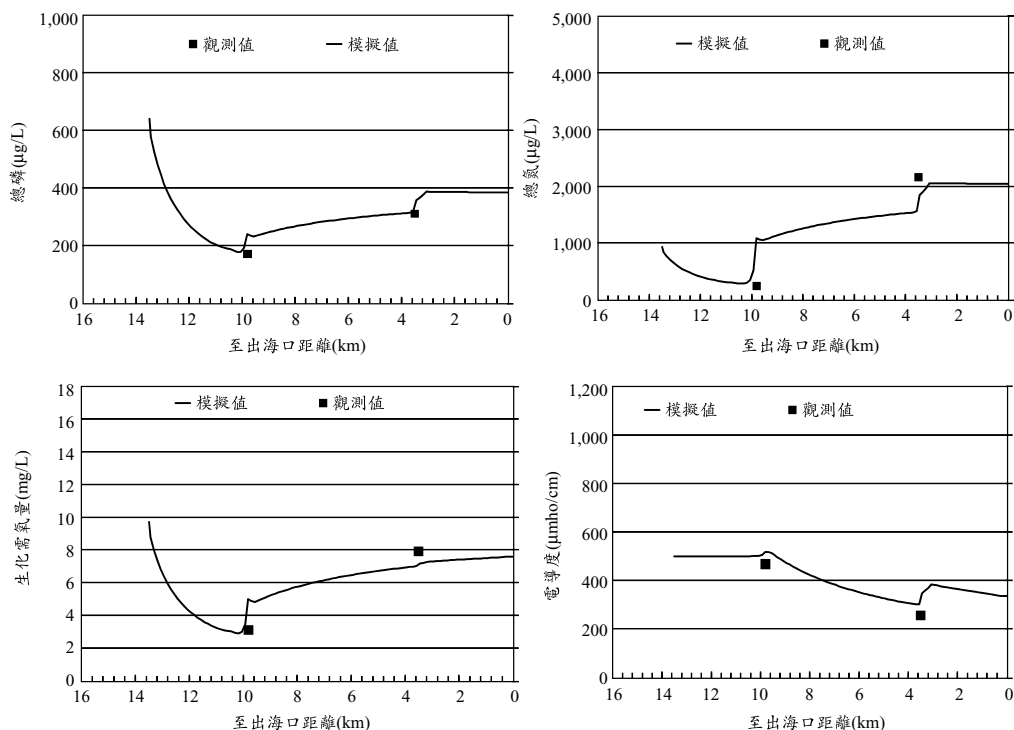 1,000
800
600
400
200
0
總磷(μg/L)
■ 觀測值 — 模擬值
16 14 12 10 8 6 4 2 0
至出海口距離(km)
5,000
4,000
3,000
2,000
1,000
0
總氮(μg/L)
— 模擬值 ■ 觀測值
16 14 12 10 8 6 4 2 0
至出海口距離(km)
18
16
14
12
10
8
6
4
2
0
生化需氧量(mg/L)
— 模擬值 ■ 觀測值
16 14 12 10 8 6 4 2 0
至出海口距離(km)
1,200
1,000
800
600
400
200
0
電導度(μmho/cm)
— 模擬值 ■ 觀測值
16 14 12 10 8 6 4 2 0
至出海口距離(km)